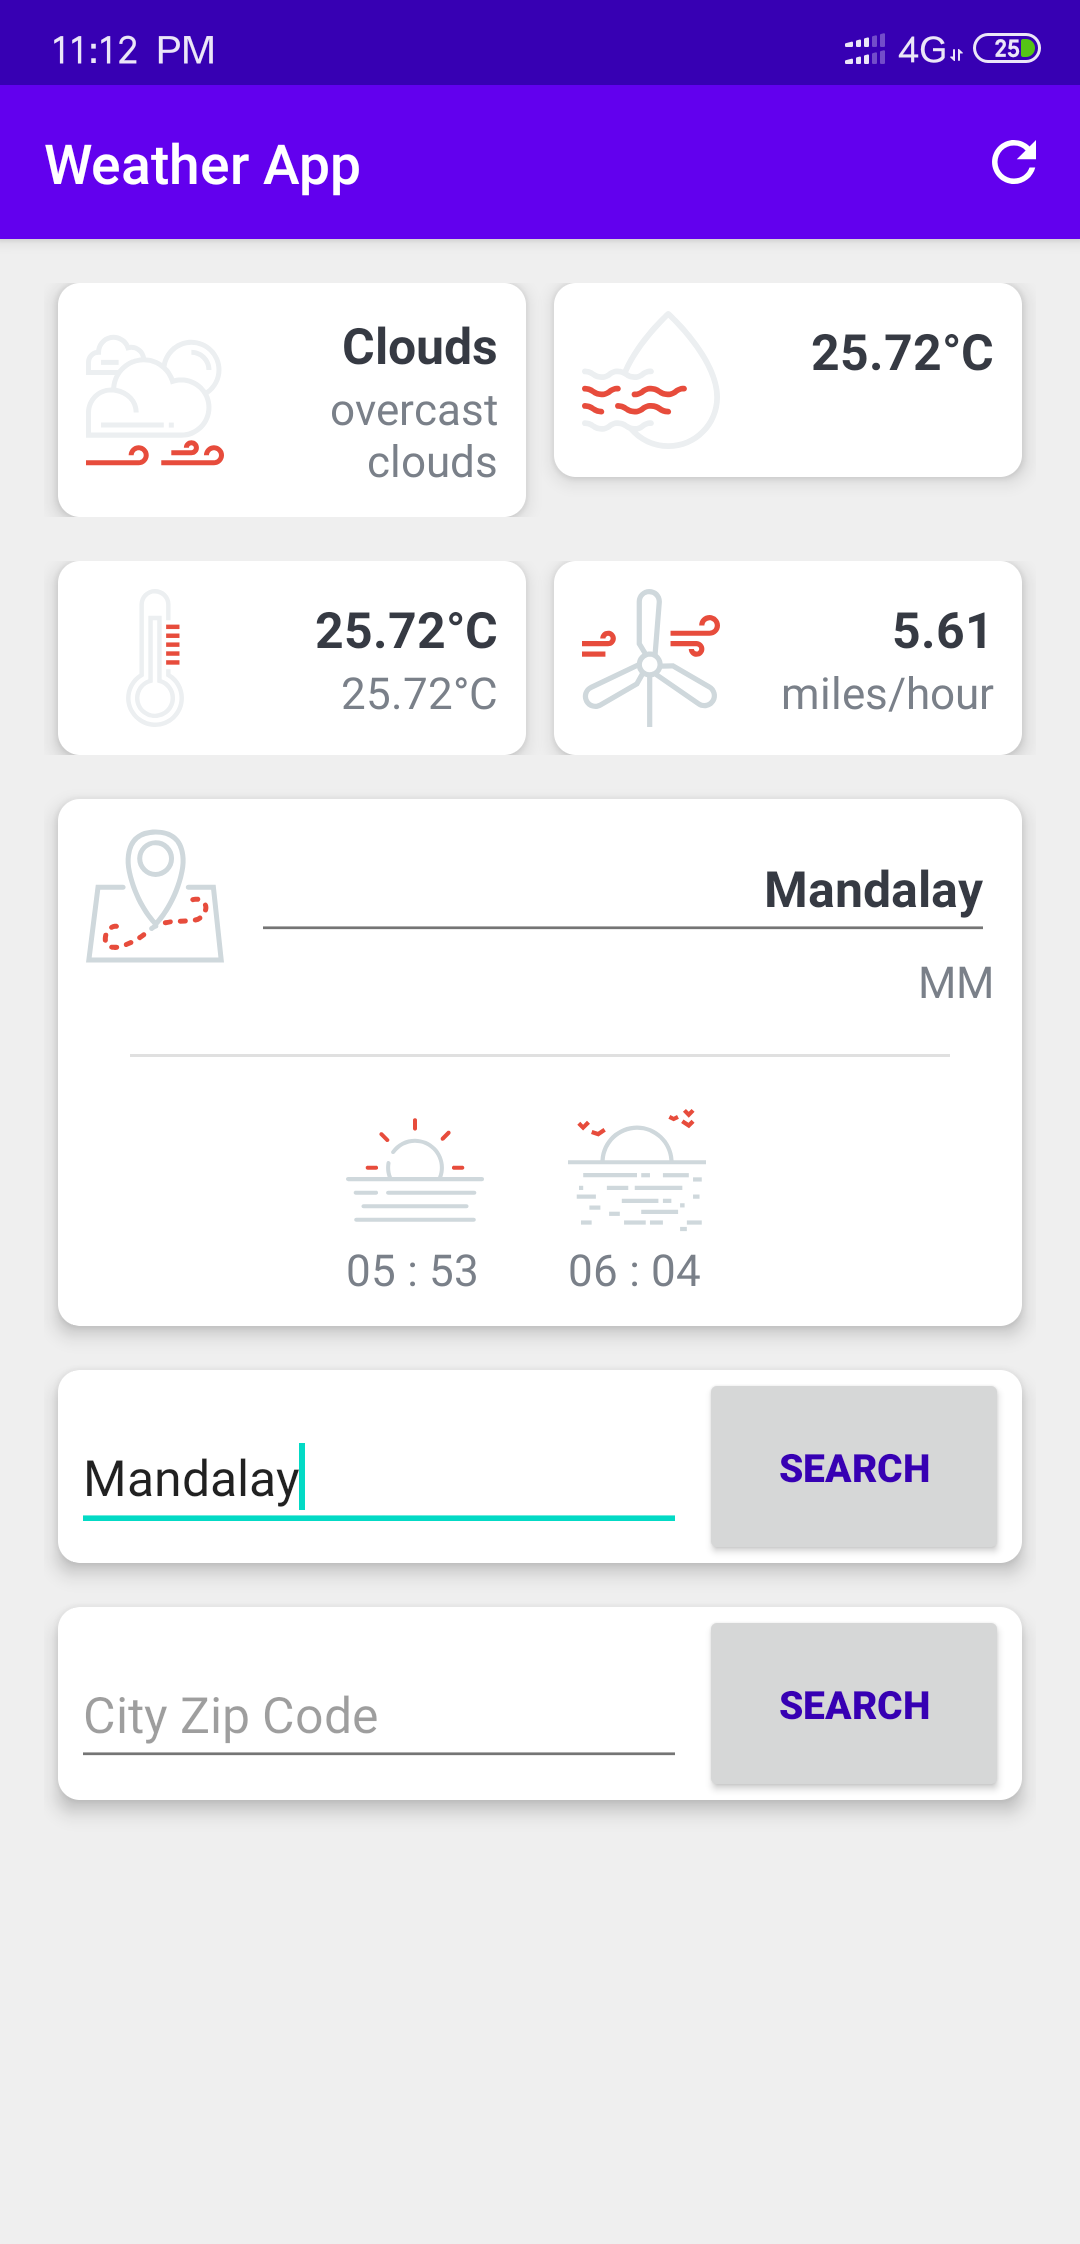 11:12 PM
4G
25
Weather App
Clouds
overcast
clouds
25.72°C
25.72°C
25.72°C
5.61
miles/hour
Mandalay
MM
05 : 53
06 : 04
Mandalay
SEARCH
City Zip Code
SEARCH